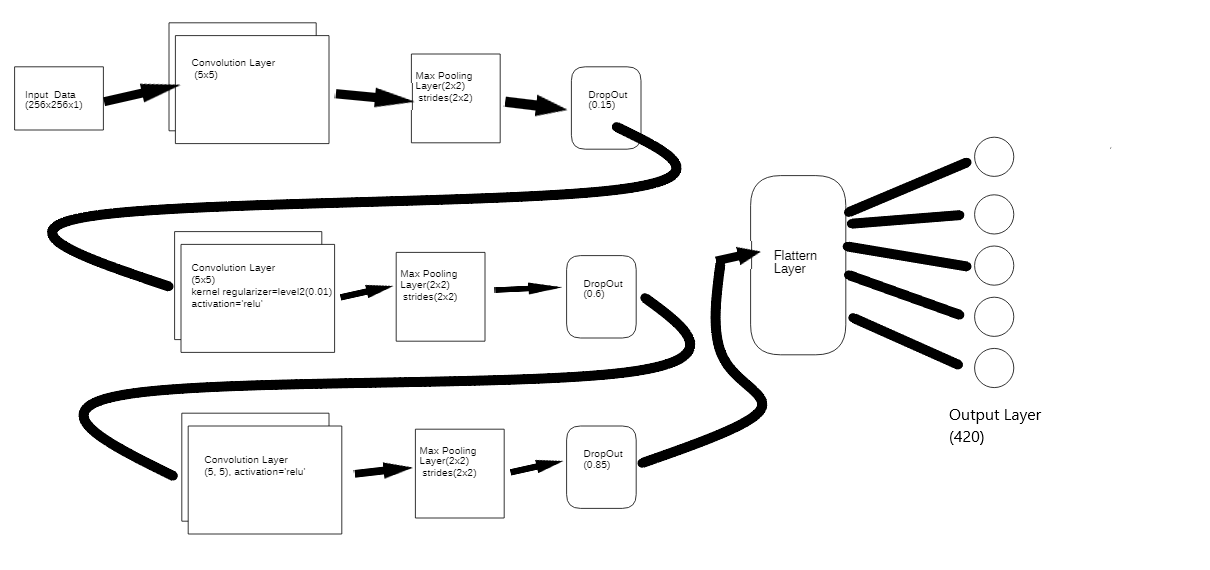 Input Data
(256x256x1)
Convolution Layer
(5x5)
Max Pooling
Layer(2x2)
strides(2x2)
DropOut
(0.15)
Convolution Layer
(5x5)
kernel regularizer=level2(0.01)
activation='relu'
Max Pooling
Layer(2x2)
strides(2x2)
DropOut
(0.6)
Convolution Layer
(5, 5), activation='relu'
Max Pooling
Layer(2x2)
strides(2x2)
DropOut
(0.85)
Flattern
Layer
Output Layer
(420)